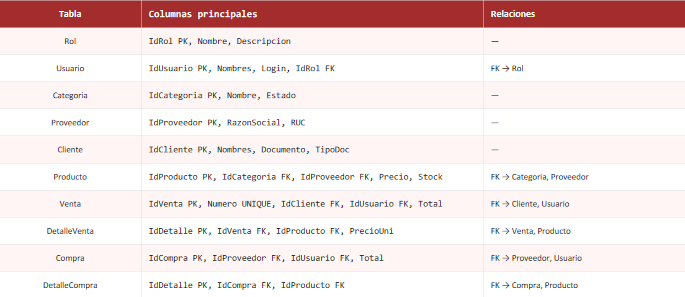 Tabla Columnas principales Relaciones
Rol IdRol PK, Nombre, Descripcion —
Usuario IdUsuario PK, Nombres, Login, IdRol FK FK → Rol
Categoria IdCategoria PK, Nombre, Estado —
Proveedor IdProveedor PK, RazonSocial, RUC —
Cliente IdCliente PK, Nombres, Documento, TipoDoc —
Producto IdProducto PK, IdCategoria FK, IdProveedor FK, Precio, Stock FK → Categoria, Proveedor
Venta IdVenta PK, Numero UNIQUE, IdCliente FK, IdUsuario FK, Total FK → Cliente, Usuario
DetalleVenta IdDetalle PK, IdVenta FK, IdProducto FK, PrecioUni FK → Venta, Producto
Compra IdCompra PK, IdProveedor FK, IdUsuario FK, Total FK → Proveedor, Usuario
DetalleCompra IdDetalle PK, IdCompra FK, IdProducto FK FK → Compra, Producto